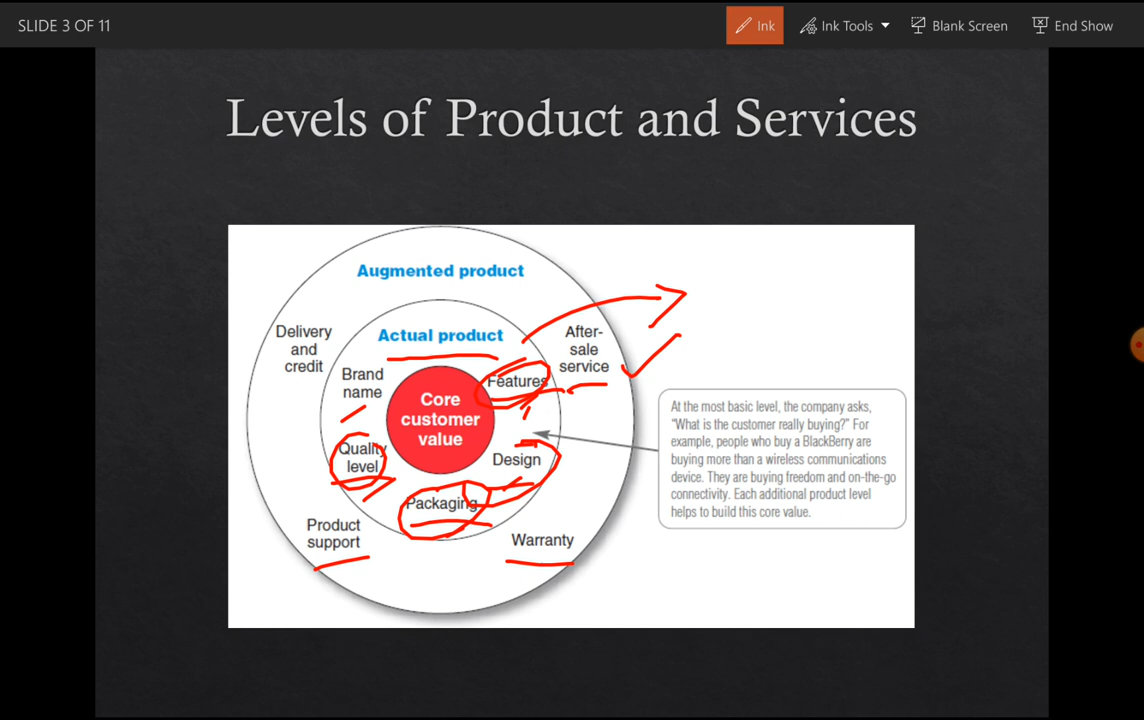 SLIDE 3 OF 11
Ink
Ink Tools
Blank Screen
End Show
Levels of Product and Services
Augmented product
Delivery
and
credit
Actual product
After-
sale
service
Brand
name
Features
Core
customer
value
Quality
level
Design
Packaging
Product
support
Warranty
At the most basic level, the company asks,
“What is the customer really buying?” For
example, people who buy a BlackBerry are
buying more than a wireless communications
device. They are buying freedom and on-the-go
connectivity. Each additional product level
helps to build this core value.